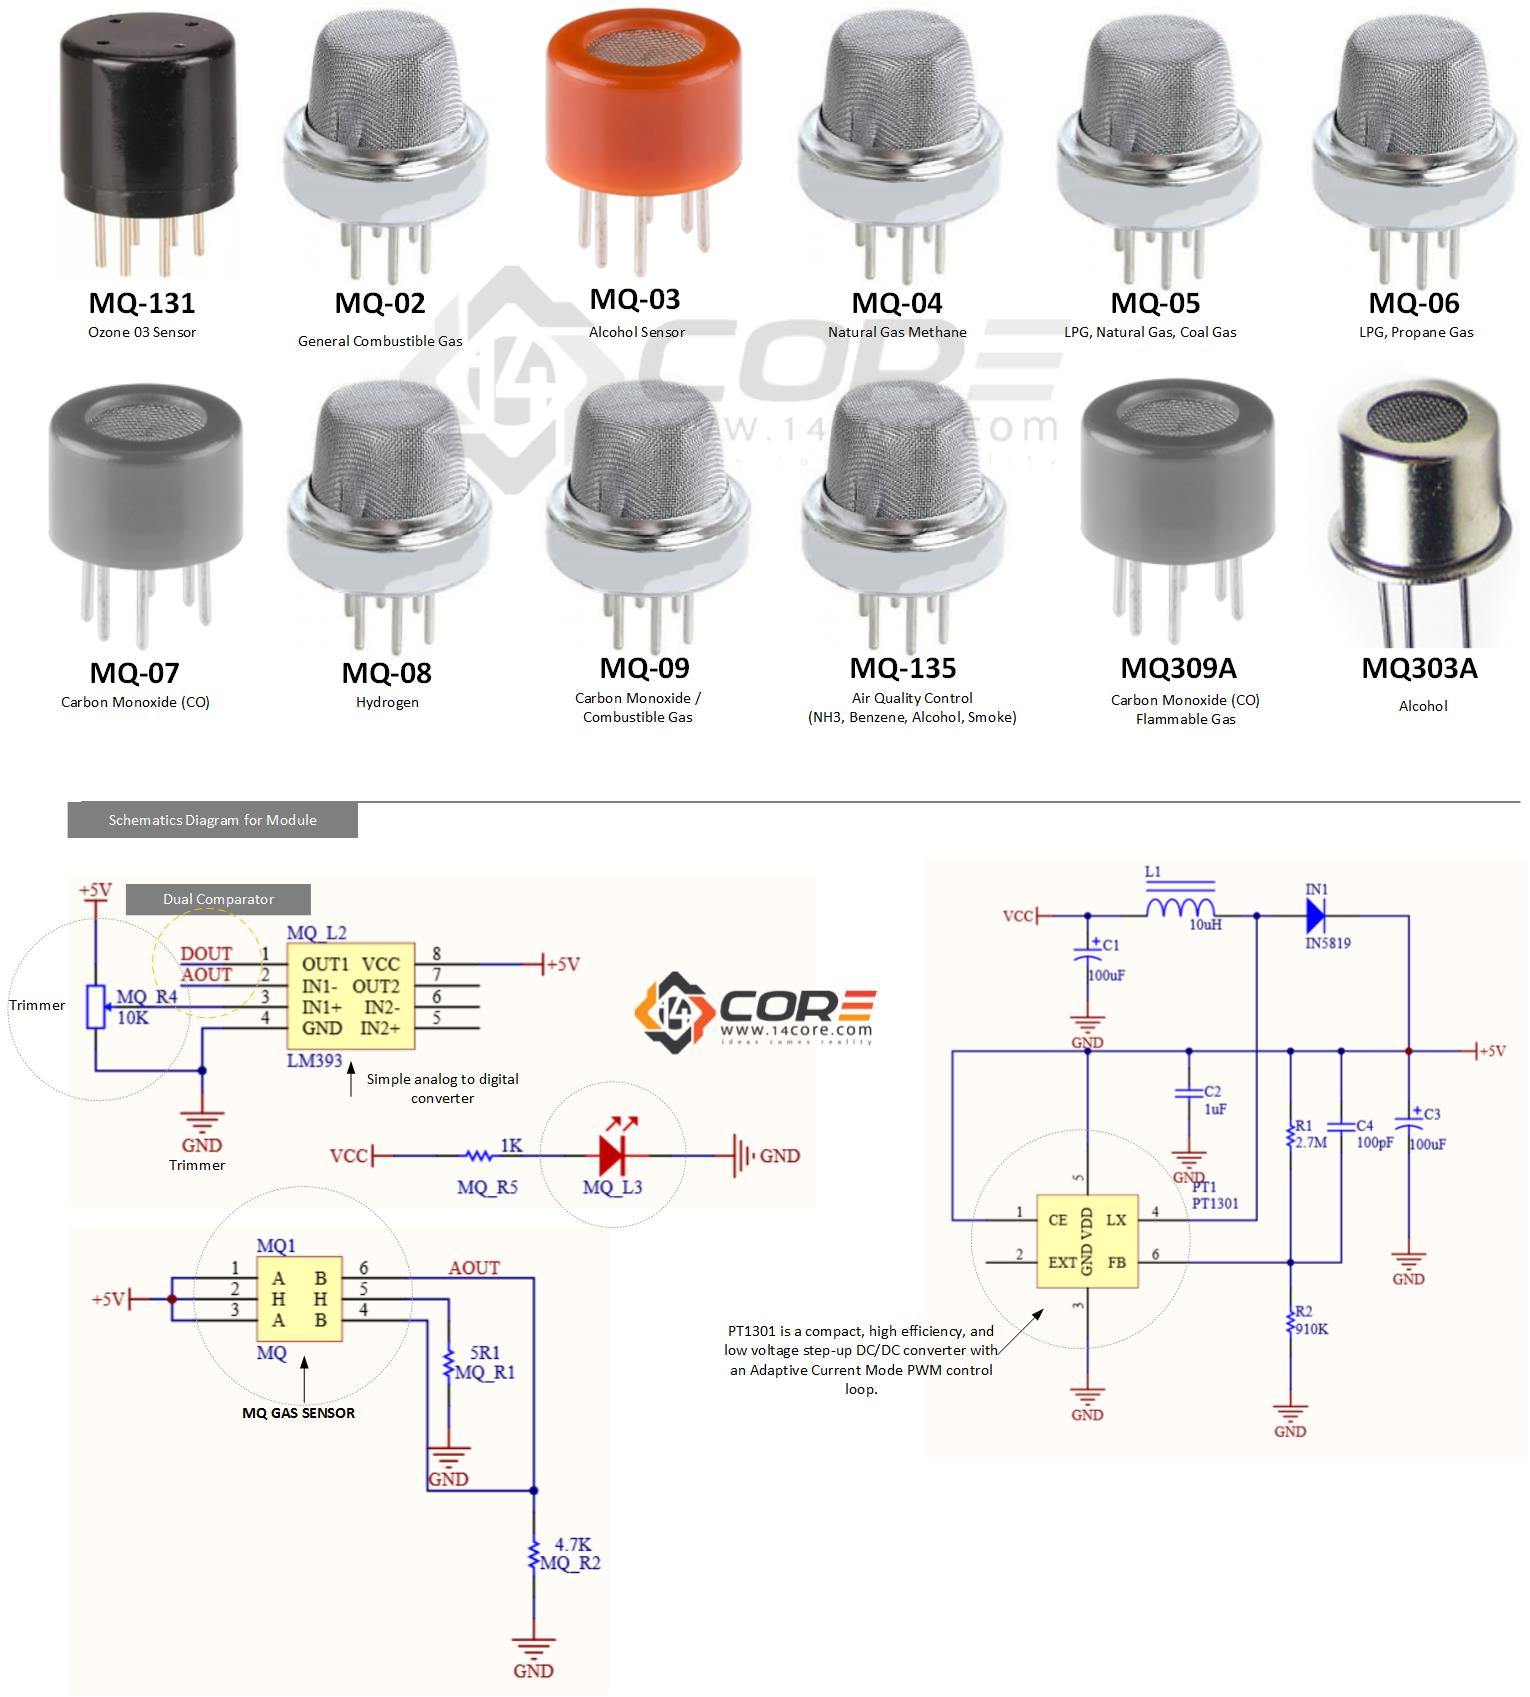 MQ-131
Ozone 03 Sensor
MQ-02
General Combustible Gas
MQ-03
Alcohol Sensor
MQ-04
Natural Gas Methane
MQ-05
LPG, Natural Gas, Coal Gas
MQ-06
LPG, Propane Gas
14 CORE
www.14core.com
MQ-07
Carbon Monoxide (CO)
MQ-08
Hydrogen
MQ-09
Carbon Monoxide /
Combustible Gas
MQ-135
Air Quality Control
(NH3, Benzene, Alcohol, Smoke)
MQ309A
Carbon Monoxide (CO)
Flammable Gas
MQ303A
Alcohol
Schematics Diagram for Module
+5V
Dual Comparator
MQ_L2
DOUT 1 OUT1 VCC 8 +5V
AOUT 2 IN1- OUT2 7
MQ_R4 3 IN1+ IN2- 6
10K 4 GND IN2+ 5
Trimmer
LM393
Simple analog to digital
converter
GND
Trimmer
VCC 1K GND
MQ_R5 MQ_L3
14 CORE
www.14core.com
ideas comes reality
MQ1
1 A B 6 AOUT
+5V 2 H H 5
3 A B 4
MQ
MQ GAS SENSOR
5R1
MQ_R1
GND
4.7K
MQ_R2
GND
L1
VCC 10uH
IN1
IN5819
C1
100uF
GND
+5V
C2
1uF
GND
R1
2.7M
C4
100pF
C3
100uF
GND
PT1
PT1301
5
1 CE VDD LX 4
2 EXT GND FB 6
3
GND
R2
910K
GND
PT1301 is a compact, high efficiency, and
low voltage step-up DC/DC converter with
an Adaptive Current Mode PWM control
loop.